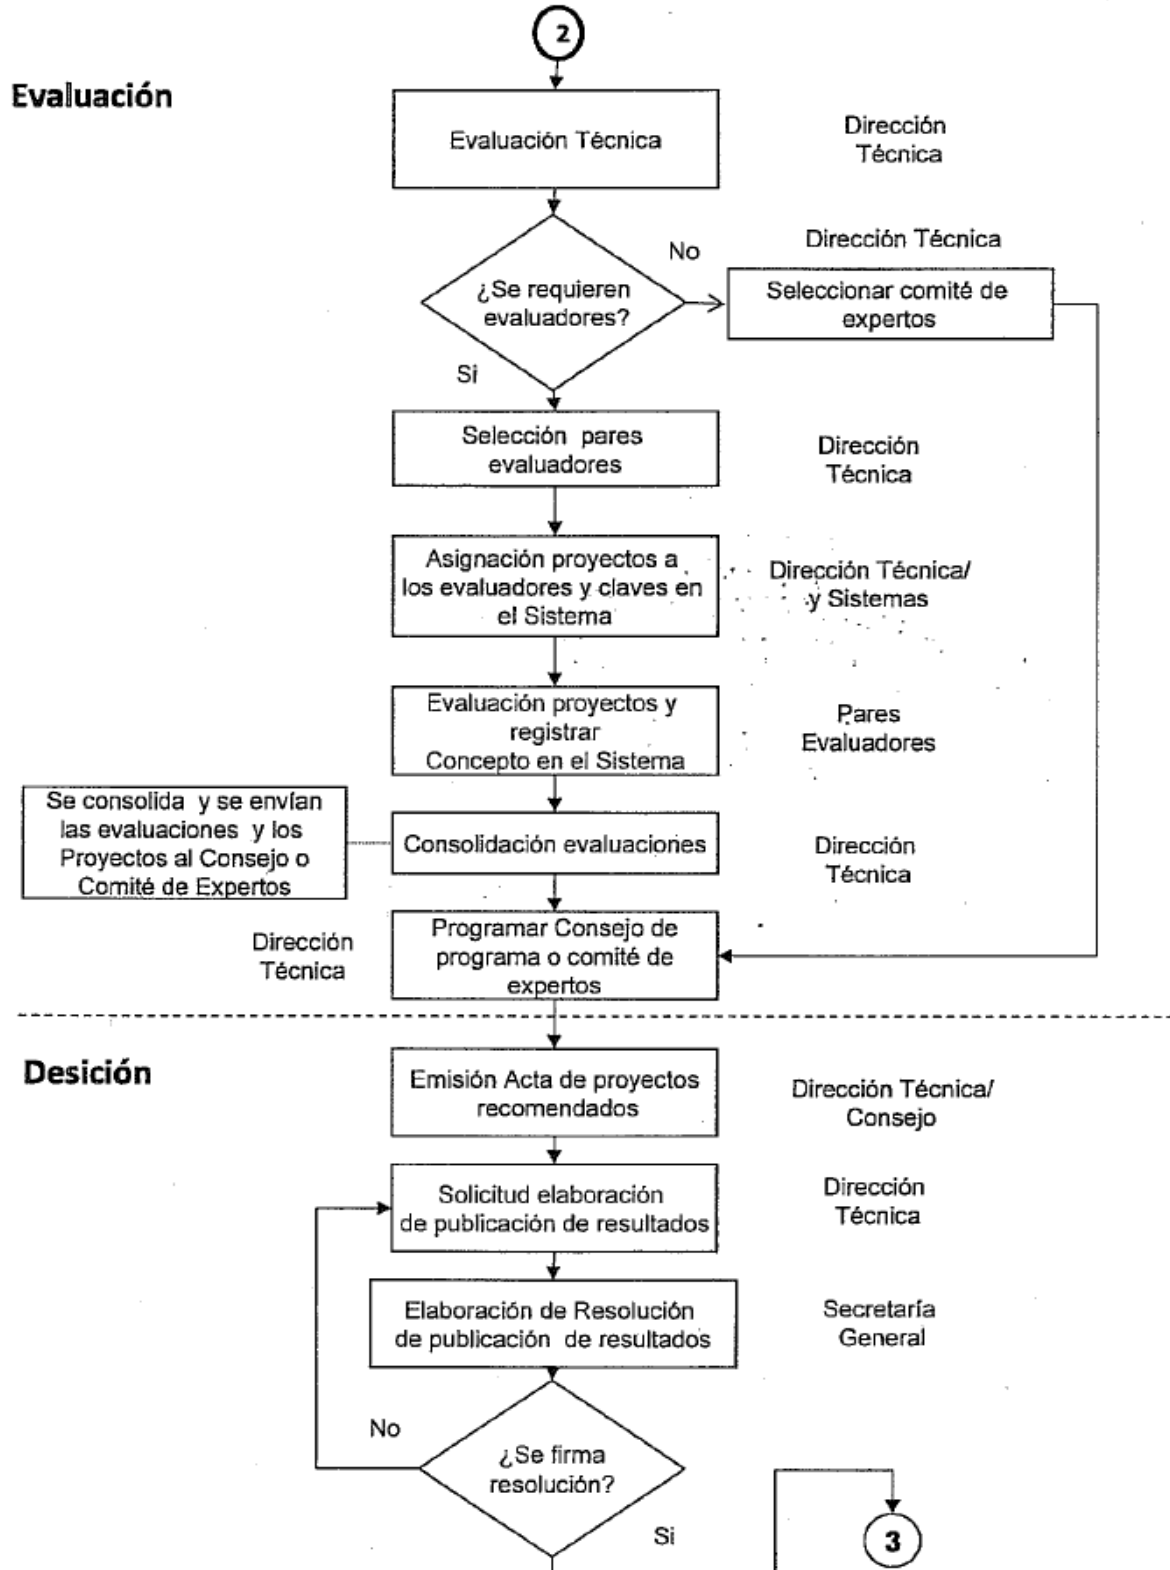 2
Evaluación
Evaluación Técnica
Dirección
Técnica
No
Dirección Técnica
¿Se requieren
evaluadores?
Seleccionar comité de
expertos
Si
Selección pares
evaluadores
Dirección
Técnica
Asignación proyectos a
los evaluadores y claves en
el Sistema
Dirección Técnica/
y Sistemas
Evaluación proyectos y
registrar
Concepto en el Sistema
Pares
Evaluadores
Se consolida y se envían
las evaluaciones y los
Proyectos al Consejo o
Comité de Expertos
Consolidación evaluaciones
Dirección
Técnica
Dirección
Técnica
Programar Consejo de
programa o comité de
expertos
Desición
Emisión Acta de proyectos
recomendados
Dirección Técnica/
Consejo
Solicitud elaboración
de publicación de resultados
Dirección
Técnica
Elaboración de Resolución
de publicación de resultados
Secretaría
General
No
¿Se firma
resolución?
Si
3